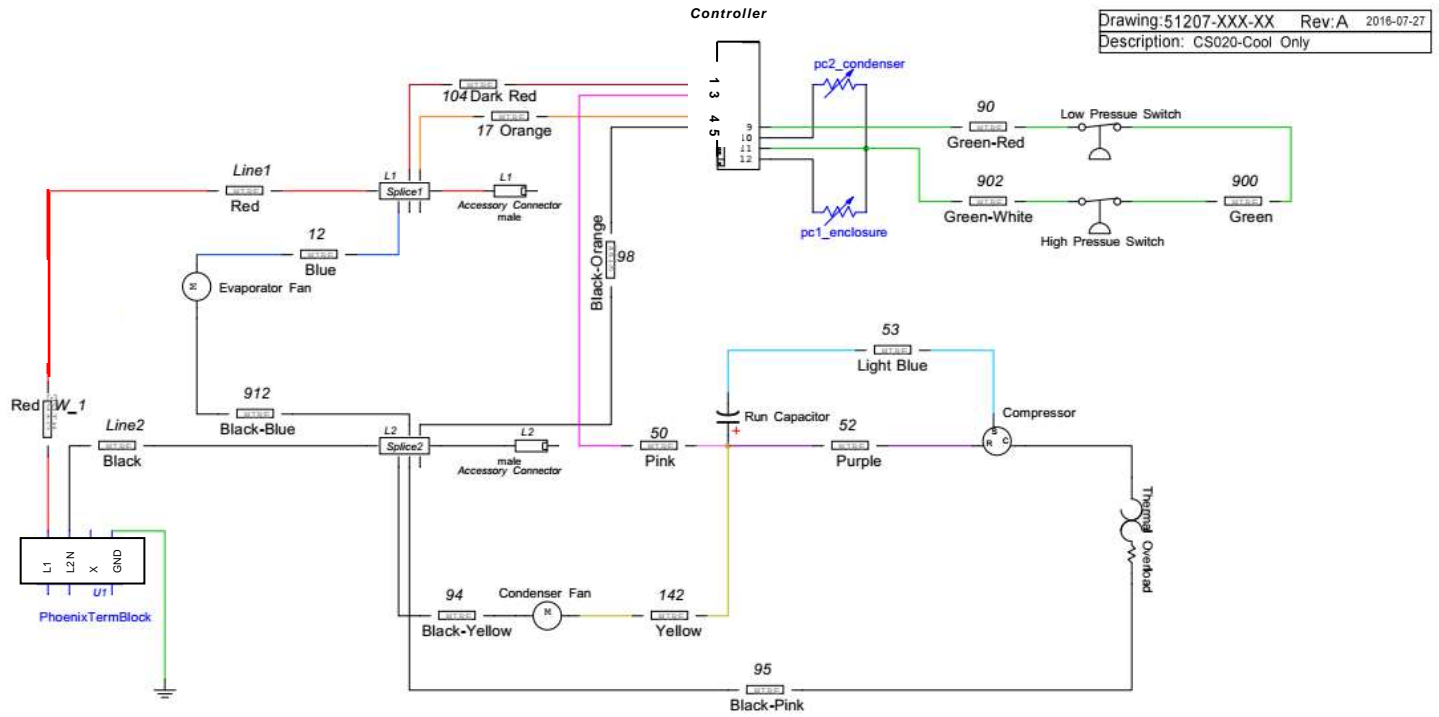 Controller
Drawing:51207-XXX-XX Rev:A 2016-07-27
Description: CS020-Cool Only
pc2_condenser
1
3
4
5
9
10
11
12
104 Dark Red
17 Orange
90
Low Pressue Switch
Green-Red
Line1
Red
L1
Splice1
L1
Accessory Connector
male
902
Green-White
High Pressue Switch
900
Green
pc1_enclosure
12
Blue
M
Evaporator Fan
Black-Orange
98
53
Light Blue
Red W_1
912
Black-Blue
Run Capacitor
+
Compressor
S
R C
Line2
Black
L2
Splice2
L2
male
Accessory Connector
50
Pink
52
Purple
Thermal Overload
L1
L2 N
X
GND
U1
PhoenixTermBlock
94
Black-Yellow
Condenser Fan
M
142
Yellow
95
Black-Pink